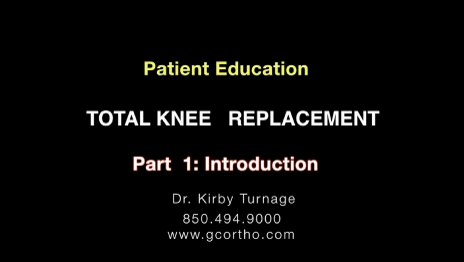 Patient Education
TOTAL KNEE REPLACEMENT
Part 1: Introduction
Dr. Kirby Turnage
850.494.9000
www.gcortho.com